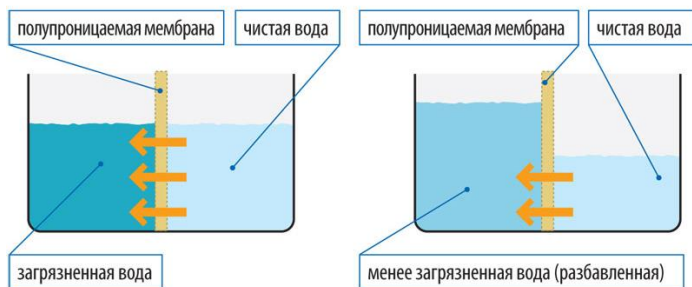 полупроницаемая мембрана
чистая вода
полупроницаемая мембрана
чистая вода
загрязненная вода
менее загрязненная вода (разбавленная)